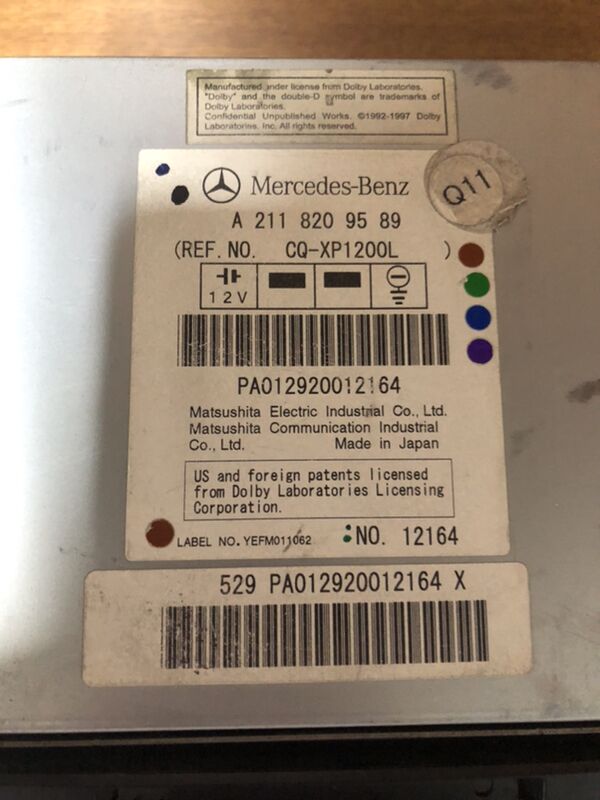 Manufactured under license from Dolby Laboratories.
"Dolby" and the double-D symbol are trademarks of
Dolby Laboratories.
Confidential Unpublished Works. ©1992-1997 Dolby
Laboratories, Inc. All rights reserved.
Mercedes-Benz
Q11
A 211 820 95 89
(REF. NO. CQ-XP1200L )
12V
PA012920012164
Matsushita Electric Industrial Co., Ltd.
Matsushita Communication Industrial
Co., Ltd. Made in Japan
US and foreign patents licensed
from Dolby Laboratories Licensing
Corporation.
LABEL NO. YEFM011062 NO. 12164
529 PA012920012164 X